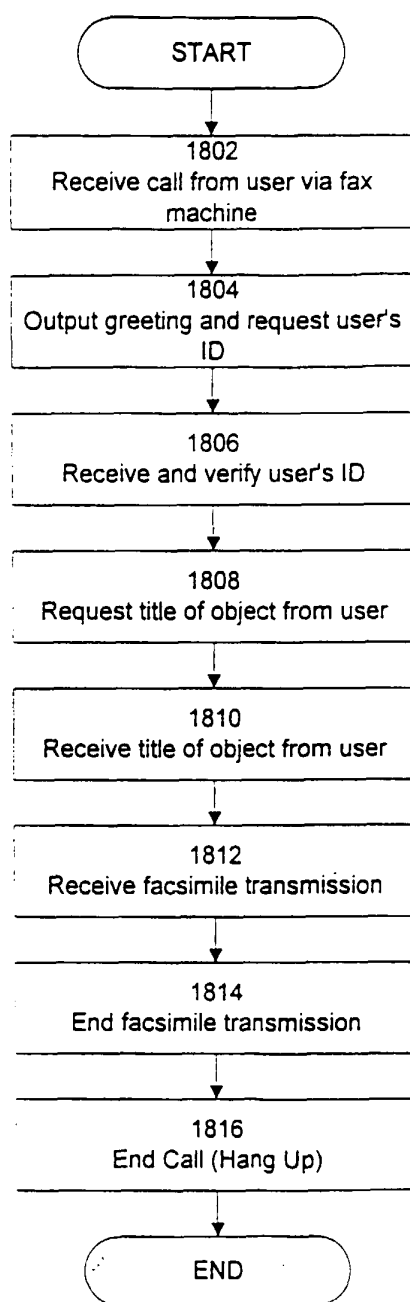 START
1802
Receive call from user via fax
machine
1804
Output greeting and request user's
ID
1806
Receive and verify user's ID
1808
Request title of object from user
1810
Receive title of object from user
1812
Receive facsimile transmission
1814
End facsimile transmission
1816
End Call (Hang Up)
END